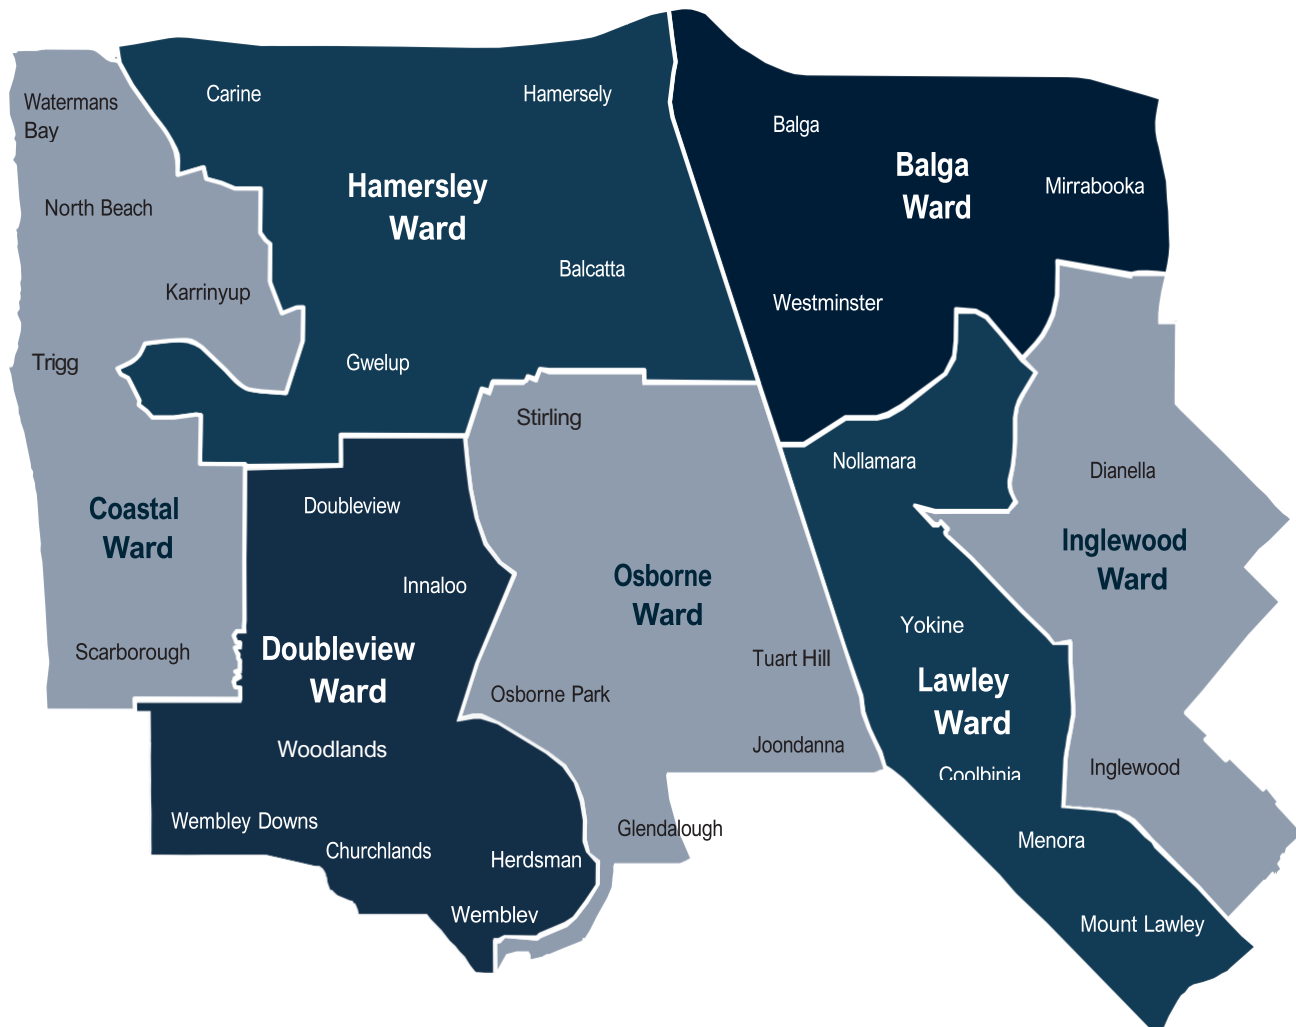 Carine
Hamersely
Watermans
Bay
Balga
Balga
Ward
Mirrabooka
Hamersley
Ward
North Beach
Balcatta
Karrinyup
Westminster
Trigg
Gwelup
Stirling
Nollamara
Dianella
Coastal
Ward
Doubleview
Inglewood
Ward
Innaloo
Osborne
Ward
Yokine
Scarborough
Doubleview
Ward
Tuart Hill
Lawley
Ward
Osborne Park
Woodlands
Joondanna
Inglewood
Coolbinia
Wembley Downs
Glendalough
Menora
Churchlands
Herdsman
Wembley
Mount Lawley